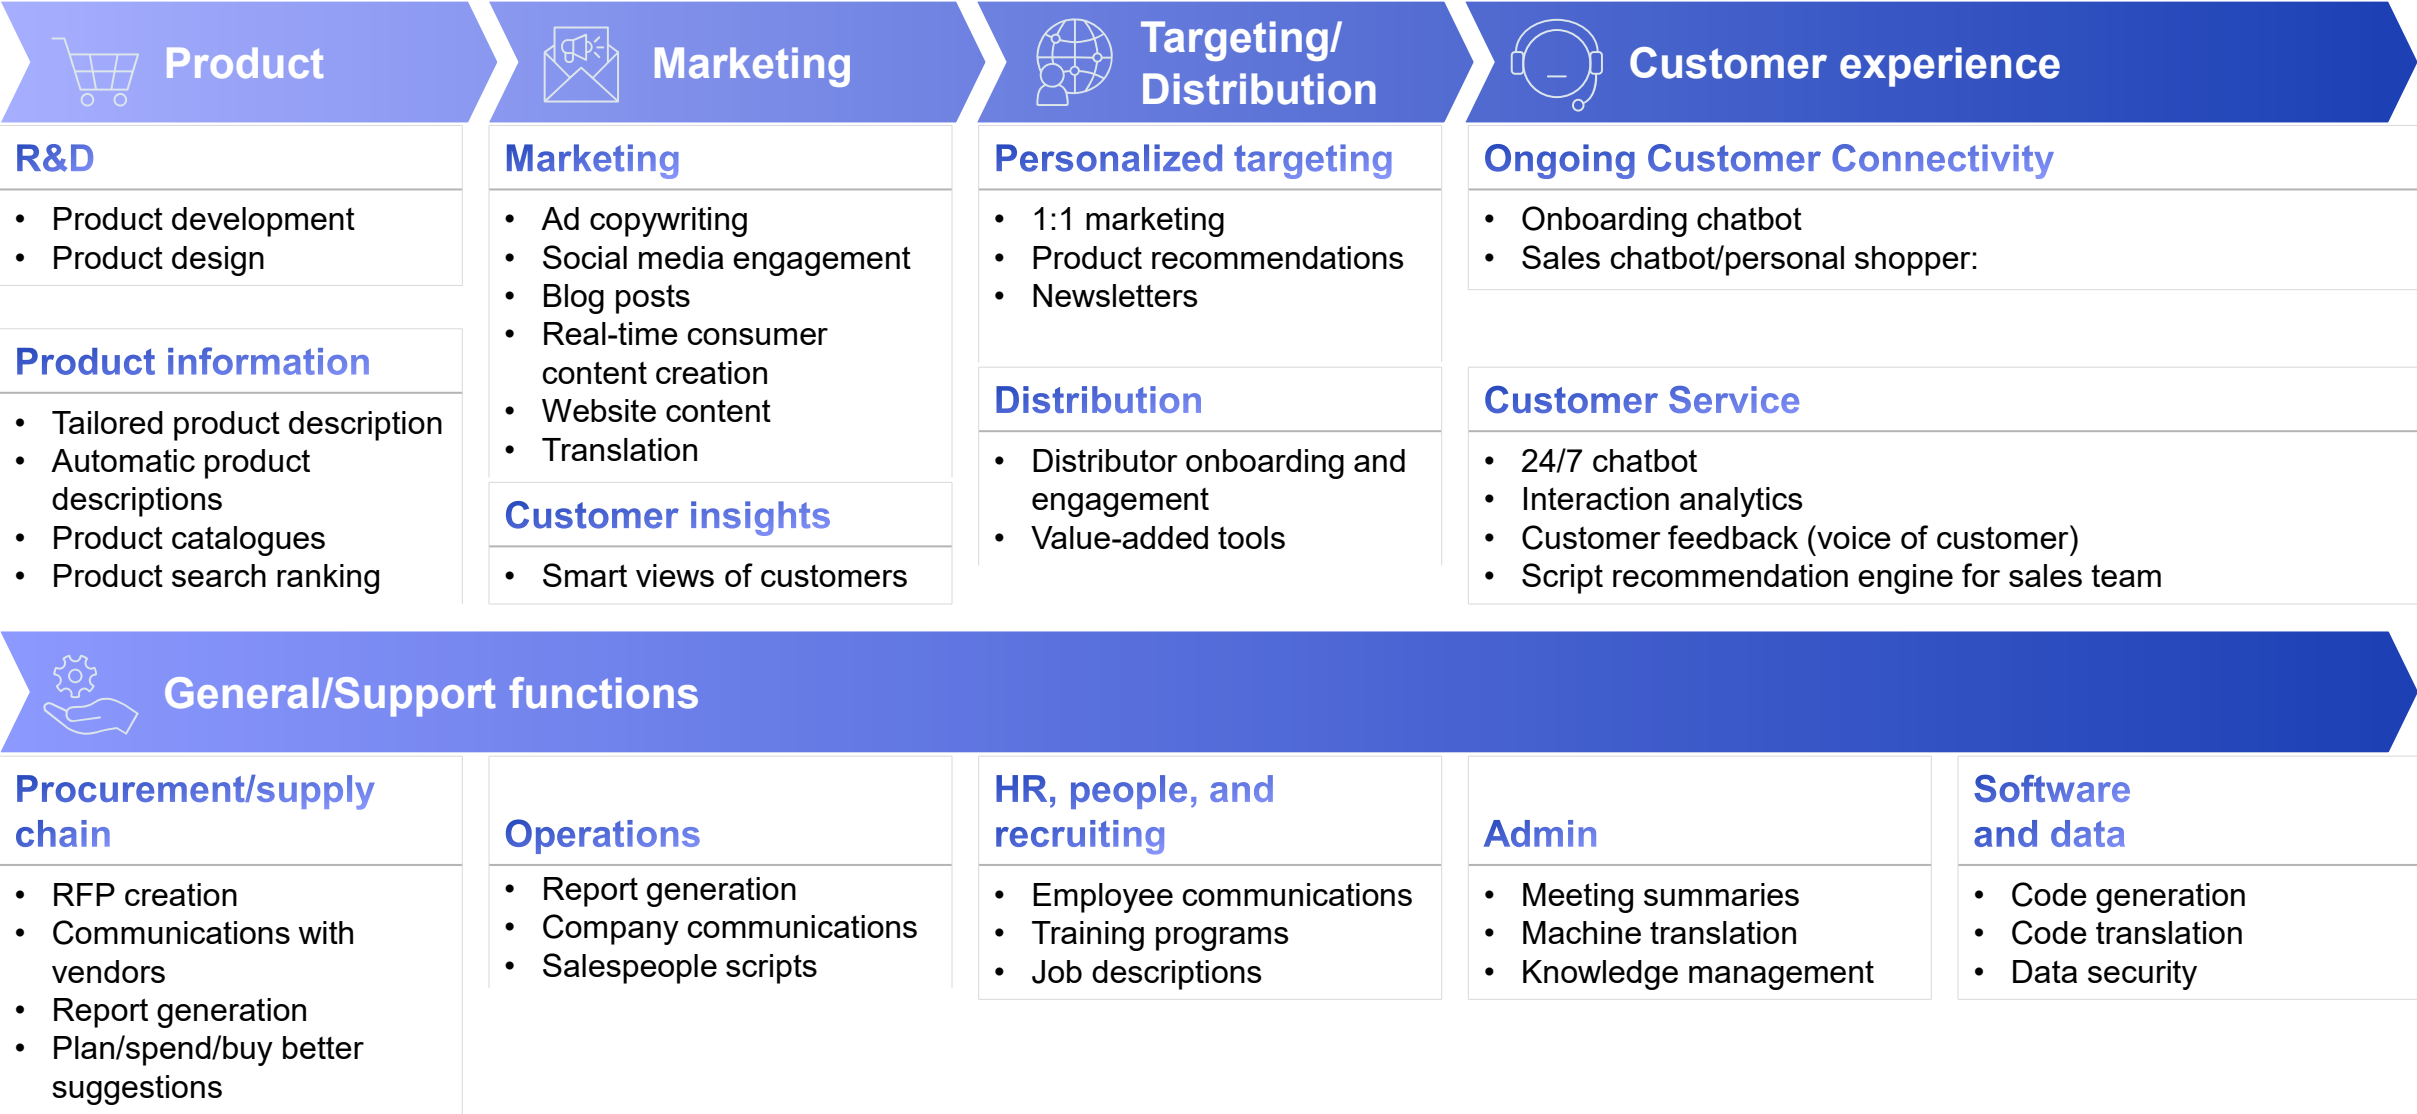 Product
Marketing
Targeting/
Distribution
Customer experience
R&D
• Product development
• Product design
Product information
• Tailored product description
• Automatic product
descriptions
• Product catalogues
• Product search ranking
Marketing
• Ad copywriting
• Social media engagement
• Blog posts
• Real-time consumer
content creation
• Website content
• Translation
Customer insights
• Smart views of customers
Personalized targeting
• 1:1 marketing
• Product recommendations
• Newsletters
Distribution
• Distributor onboarding and
engagement
• Value-added tools
Ongoing Customer Connectivity
• Onboarding chatbot
• Sales chatbot/personal shopper:
Customer Service
• 24/7 chatbot
• Interaction analytics
• Customer feedback (voice of customer)
• Script recommendation engine for sales team
General/Support functions
Procurement/supply
chain
• RFP creation
• Communications with
vendors
• Report generation
• Plan/spend/buy better
suggestions
Operations
• Report generation
• Company communications
• Salespeople scripts
HR, people, and
recruiting
• Employee communications
• Training programs
• Job descriptions
Admin
• Meeting summaries
• Machine translation
• Knowledge management
Software
and data
• Code generation
• Code translation
• Data security